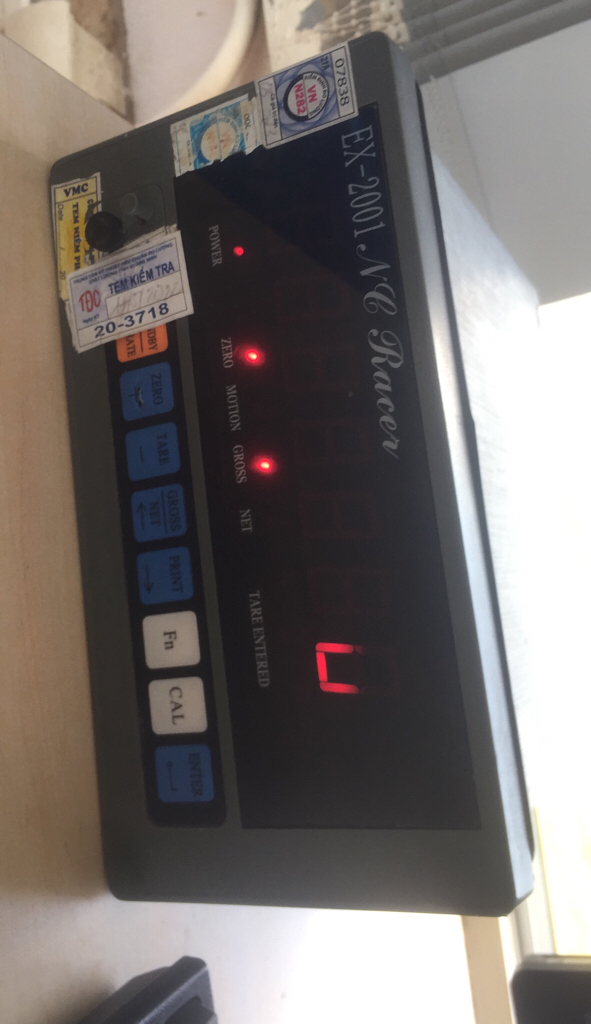 EX-2001 NC Racer
07838
VN
N282
VMC
TEM KIỂM TRA
20-3718
POWER
ZERO
MOTION
GROSS
NET
TARE ENTERED
ZERO
TARE
GROSS
NET
PRINT
Fn
CAL
ENTER